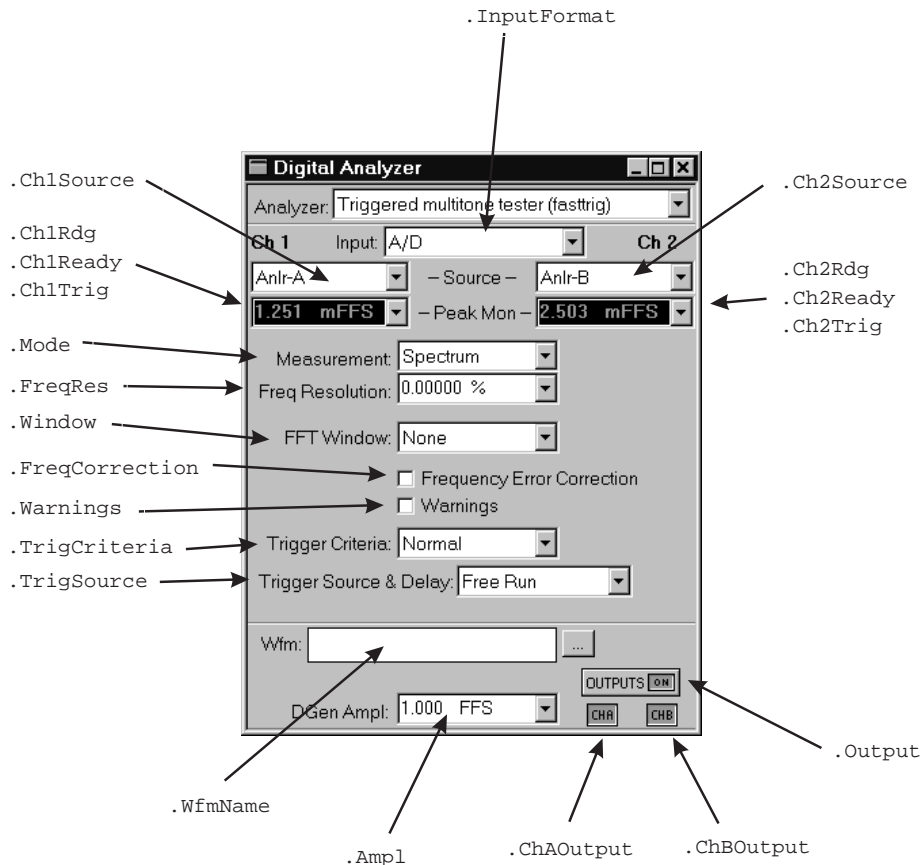 .InputFormat
Digital Analyzer
.Ch1Source
.Ch2Source
Analyzer: Triggered multitone tester (fasttrig)
.Ch1Rdg
.Ch1Ready
.Ch1Trig
Ch 1 Input: A/D Ch 2
Anlr-A – Source – Anlr-B
.Ch2Rdg
.Ch2Ready
.Ch2Trig
1.251 mFFS – Peak Mon – 2.503 mFFS
.Mode
Measurement: Spectrum
.FreqRes
Freq Resolution: 0.00000 %
.Window
FFT Window: None
.FreqCorrection
Frequency Error Correction
.Warnings
Warnings
.TrigCriteria
Trigger Criteria: Normal
.TrigSource
Trigger Source & Delay: Free Run
Wfm: ...
OUTPUTS ON
DGen Ampl: 1.000 FFS CHA CHB
.Output
.WfmName
.Ampl
.ChAOutput
.ChBOutput